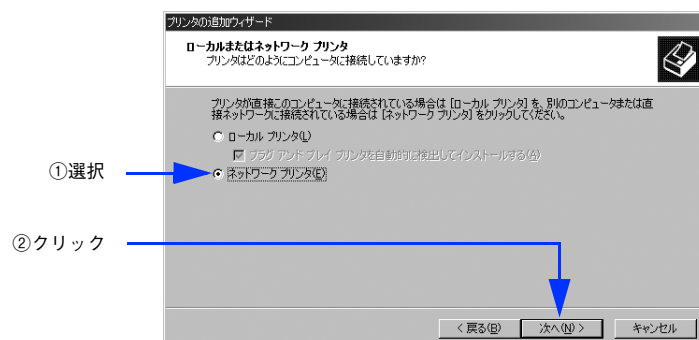 プリンタの追加ウィザード
ローカルまたはネットワーク プリンタ
プリンタはどのようにコンピュータに接続していますか?
プリンタが直接このコンピュータに接続されている場合は [ローカル プリンタ] を、別のコンピュータまたは直
接ネットワークに接続されている場合は [ネットワーク プリンタ] をクリックしてください。
ローカル プリンタ(L)
プラグ アンド プレイ プリンタを自動的に検出してインストールする(A)
①選択
ネットワーク プリンタ(E)
②クリック
< 戻る(B)
次へ(N) >
キャンセル